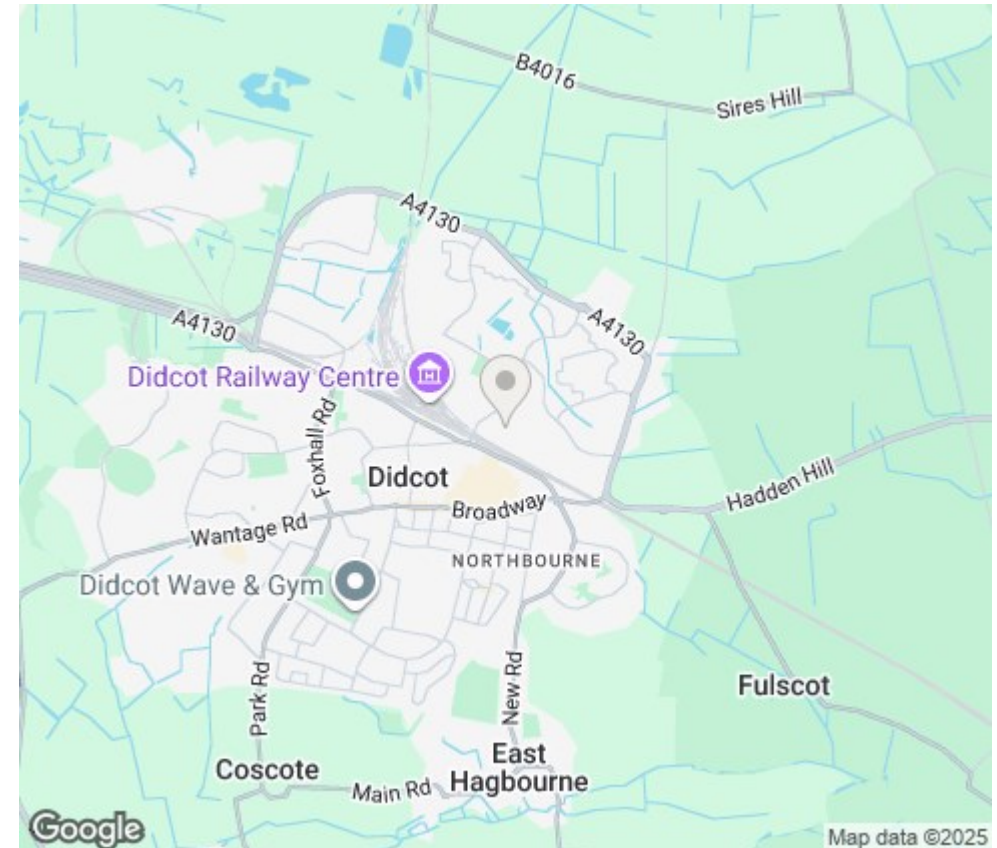 B4016
Sires Hill
A4130
A4130
A4130
Didcot Railway Centre
Foxhall Rd
Didcot
Hadden Hill
Broadway
Wantage Rd
NORTHBOURNE
Didcot Wave & Gym
Park Rd
New Rd
Fulscot
East
Hagbourne
Coscote
Main Rd
Google
Map data ©2025